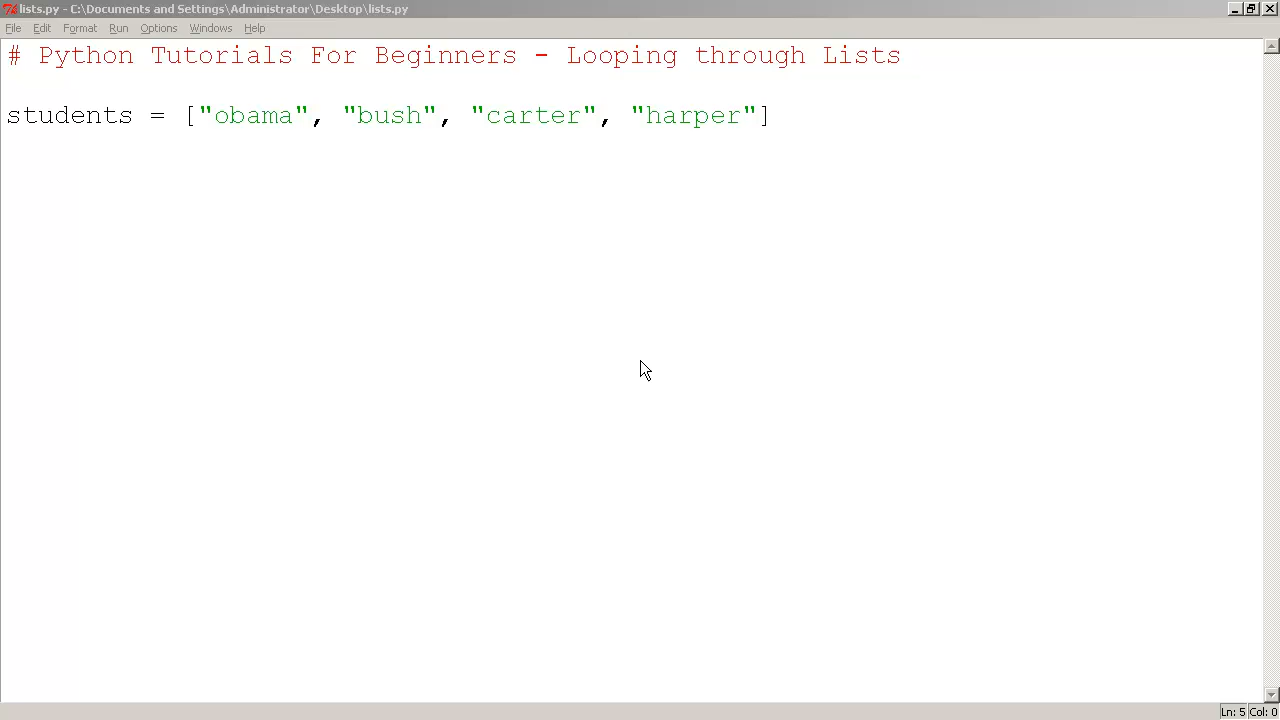 lists.py - C:\Documents and Settings\Administrator\Desktop\lists.py
File Edit Format Run Options Windows Help
# Python Tutorials For Beginners - Looping through Lists
students = ["obama", "bush", "carter", "harper"]
Ln: 5 Col: 0